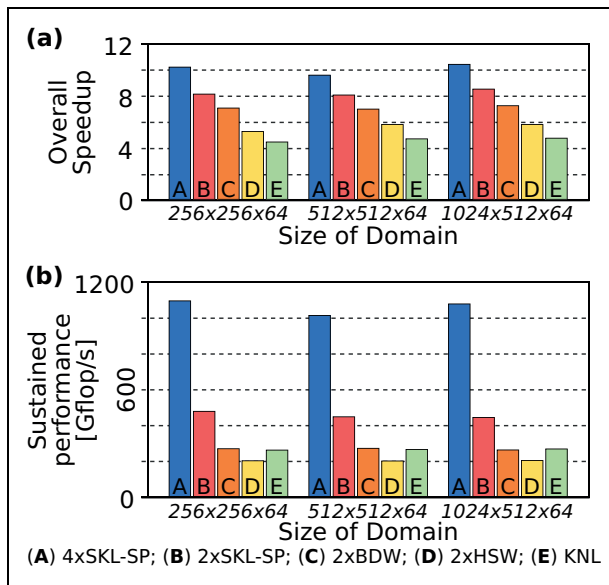 (a)
Overall
Speedup
12
8
4
0
A B C D E A B C D E A B C D E
256x256x64 512x512x64 1024x512x64
Size of Domain
(b)
Sustained
performance
[Gflop/s]
1200
600
0
A B C D E A B C D E A B C D E
256x256x64 512x512x64 1024x512x64
Size of Domain
(A) 4xSKL-SP; (B) 2xSKL-SP; (C) 2xBDW; (D) 2xHSW; (E) KNL